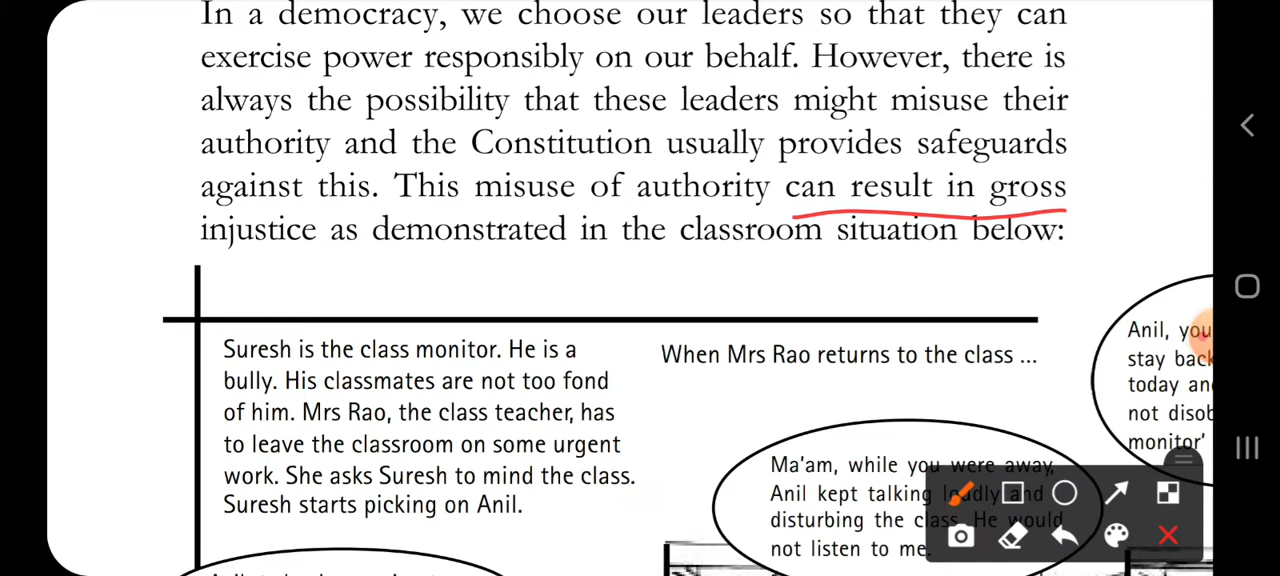 In a democracy, we choose our leaders so that they can
exercise power responsibly on our behalf. However, there is
always the possibility that these leaders might misuse their
authority and the Constitution usually provides safeguards
against this. This misuse of authority can result in gross
injustice as demonstrated in the classroom situation below:
Suresh is the class monitor. He is a
bully. His classmates are not too fond
of him. Mrs Rao, the class teacher, has
to leave the classroom on some urgent
work. She asks Suresh to mind the class.
Suresh starts picking on Anil.
When Mrs Rao returns to the class ...
Ma'am, while you were away,
Anil kept talking loudly and
disturbing the class. He would
not listen to me.
Anil, you
stay back
today an
not disob
monitor'